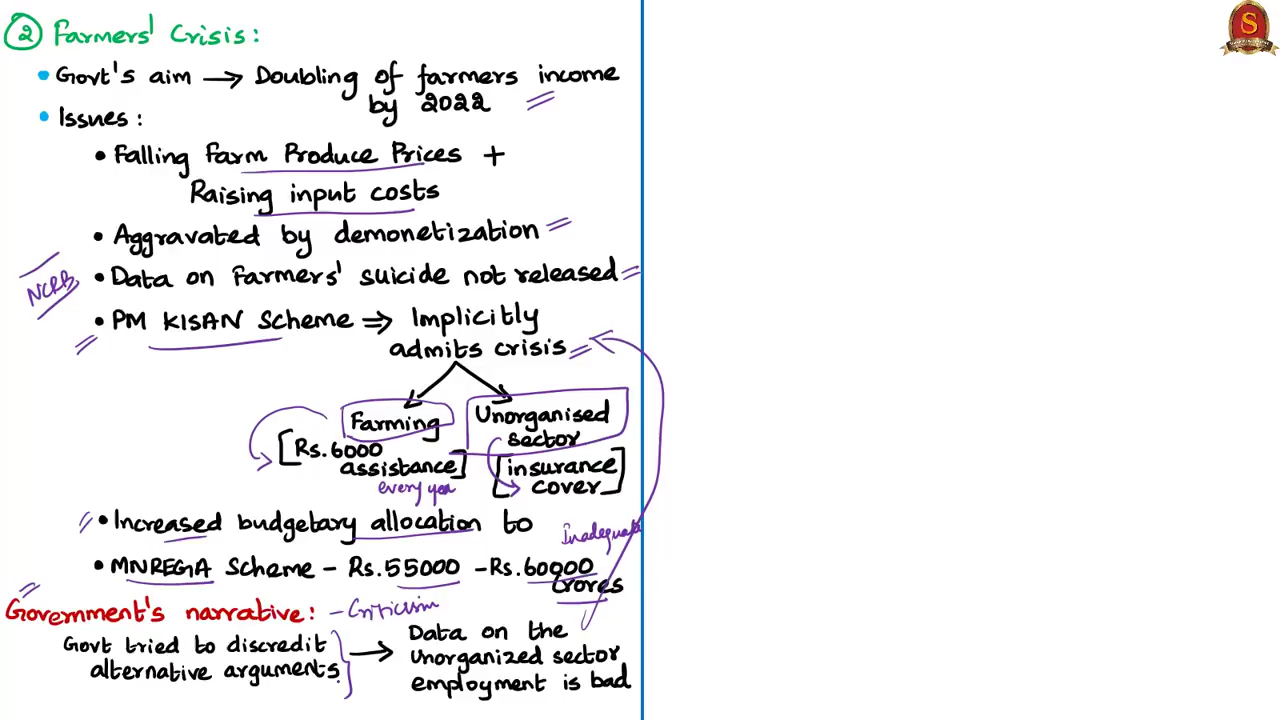 2 Farmers' Crisis:
• Govt's aim → Doubling of farmers income
by 2022
• Issues:
• Falling Farm Produce Prices +
Raising input costs
• Aggravated by demonetization
NCRB
• Data on Farmers' suicide not released
• PM KISAN Scheme ⇒ Implicitly
admits crisis
Farming
Unorganised
sector
[Rs.6000
assistance]
every year
[insurance
cover]
• Increased budgetary allocation to
Inadequate
• MNREGA Scheme - Rs.55000 - Rs.60000
crores
Government's narrative: - Criticism
Govt tried to discredit
alternative arguments.
→ Data on the
unorganized sector
employment is bad
S